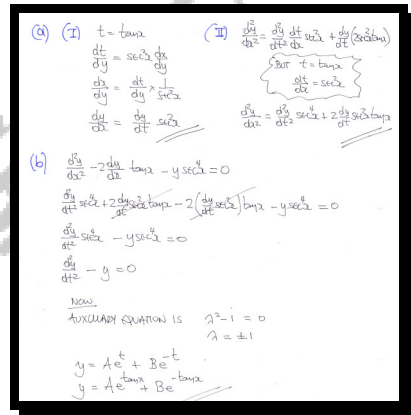 (a) (I) t = tanx
dt/dy = sec²x dx/dy
dx/dy = dt/dy × 1/sec²x
dy/dx = dy/dt sec²x
(II) d²y/dx² = d²y/dt² dt/dx sec²x + dy/dt (2sec²x tanx)
BUT t = tanx
dt/dx = sec²x
d²y/dx² = d²y/dt² sec⁴x + 2 dy/dt sec²x tanx
(b) d²y/dx² - 2 dy/dx tanx - y sec⁴x = 0
d²y/dt² sec⁴x + 2 dy/dt sec²x tanx - 2(dy/dt sec²x) tanx - y sec⁴x = 0
d²y/dt² sec⁴x - y sec⁴x = 0
d²y/dt² - y = 0
NOW
AUXILIARY EQUATION IS λ² - 1 = 0
λ = ±1
y = Ae^t + Be^-t
y = Ae^tanx + Be^-tanx